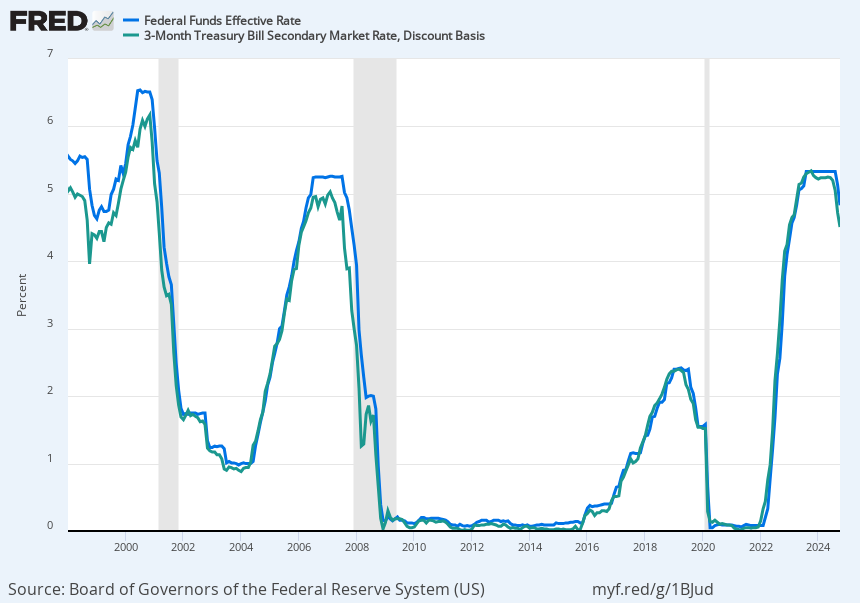 FRED
Federal Funds Effective Rate
3-Month Treasury Bill Secondary Market Rate, Discount Basis
7
6
5
4
3
2
1
0
Percent
2000 2002 2004 2006 2008 2010 2012 2014 2016 2018 2020 2022 2024
Source: Board of Governors of the Federal Reserve System (US) myf.red/g/1BJud